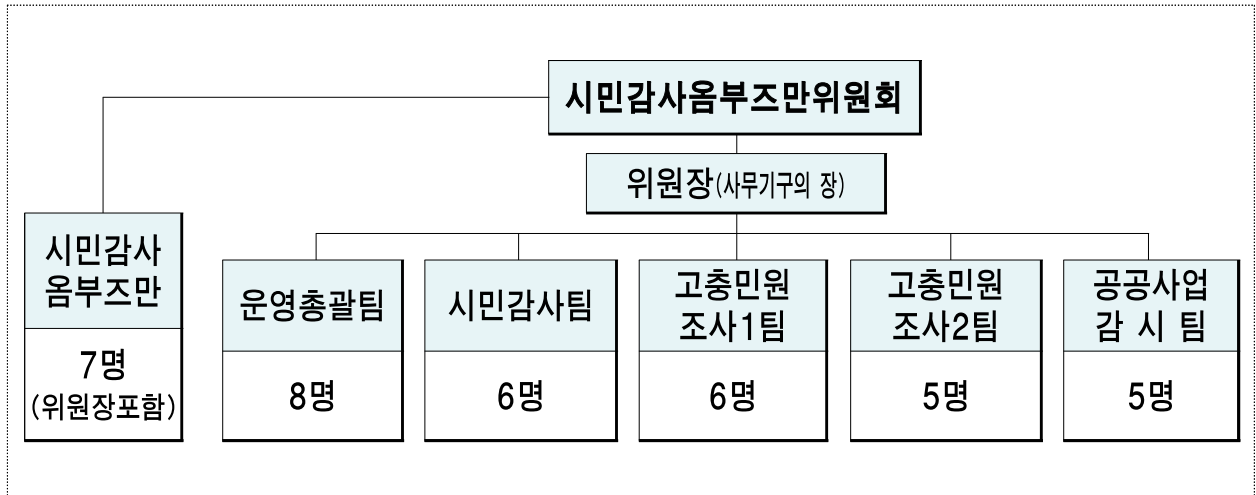 시민감사옴부즈만위원회
위원장(사무기구의 장)
시민감사
옴부즈만
7명
(위원장포함)
운영총괄팀
8명
시민감사팀
6명
고충민원
조사1팀
6명
고충민원
조사2팀
5명
공공사업
감 시 팀
5명